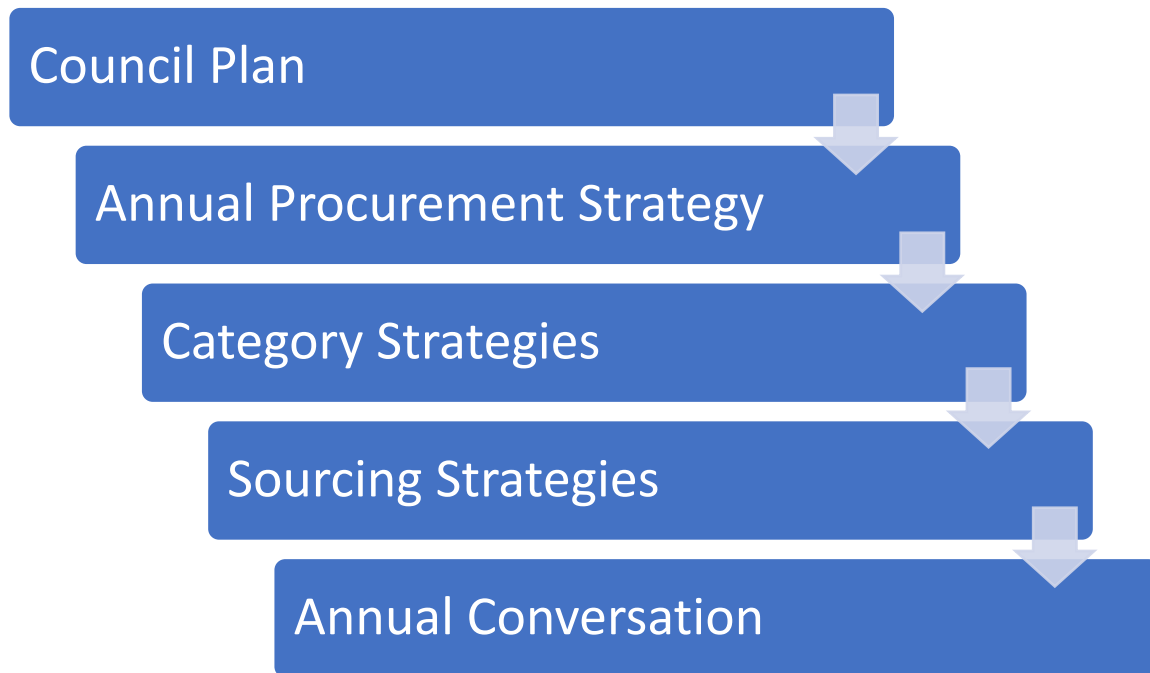 Council Plan
Annual Procurement Strategy
Category Strategies
Sourcing Strategies
Annual Conversation